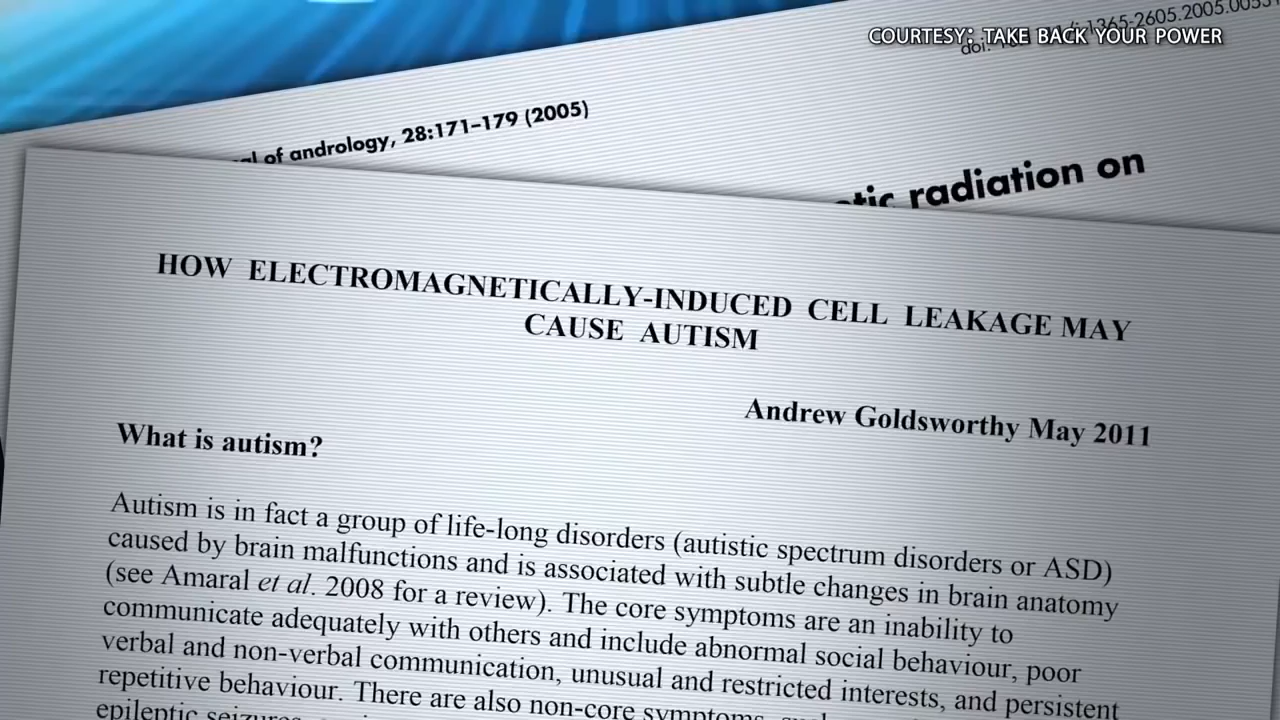 COURTESY: TAKE BACK YOUR POWER
of andrology, 28:171–179 (2005)
radiation on
HOW ELECTROMAGNETICALLY-INDUCED CELL LEAKAGE MAY
CAUSE AUTISM
Andrew Goldsworthy May 2011
What is autism?
Autism is in fact a group of life-long disorders (autistic spectrum disorders or ASD)
caused by brain malfunctions and is associated with subtle changes in brain anatomy
(see Amaral et al. 2008 for a review). The core symptoms are an inability to
communicate adequately with others and include abnormal social behaviour, poor
verbal and non-verbal communication, unusual and restricted interests, and persistent
repetitive behaviour. There are also non-core symptoms,
epileptic seizures,